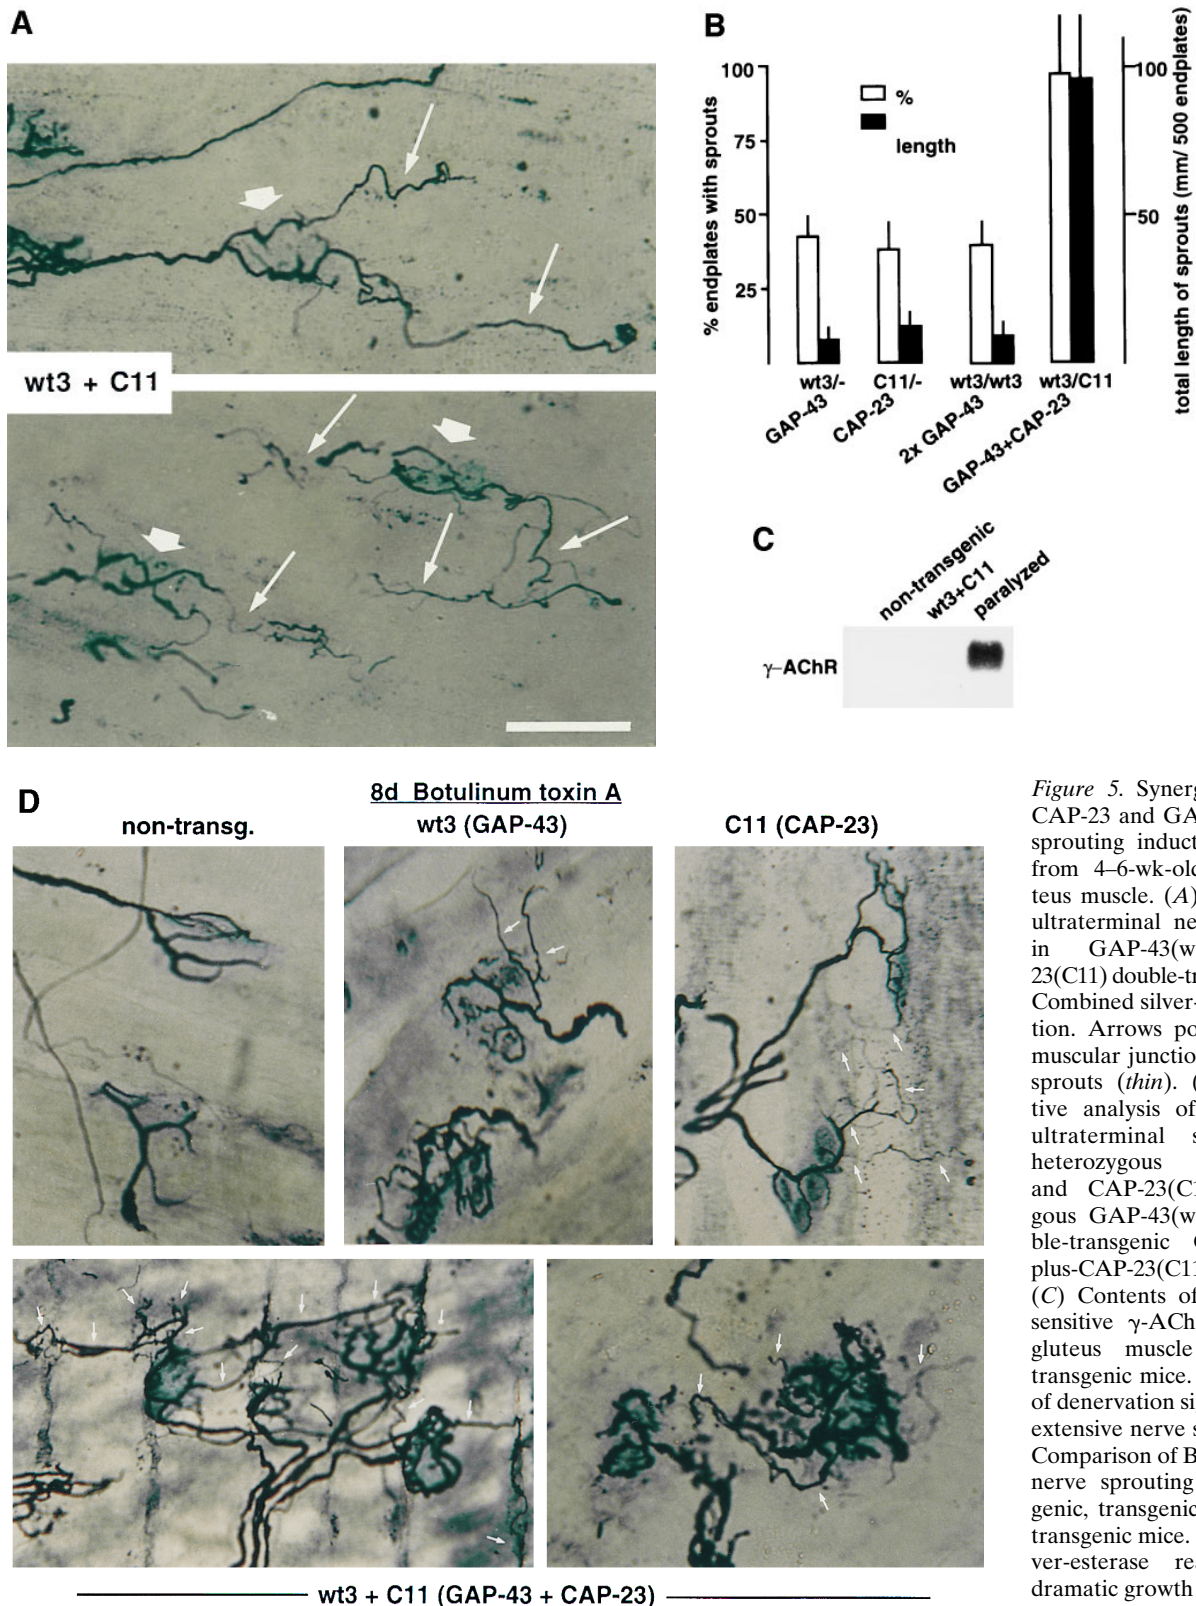 A
wt3 + C11
B
% endplates with sprouts
100
75
50
25
%
length
100
50
total length of sprouts (mm/ 500 endplates)
wt3/-
GAP-43
C11/-
CAP-23
wt3/wt3
2x GAP-43
wt3/C11
GAP-43+CAP-23
C
non-transgenic
wt3+C11
paralyzed
γ-AChR
D
8d Botulinum toxin A
non-transg.
wt3 (GAP-43)
C11 (CAP-23)
wt3 + C11 (GAP-43 + CAP-23)
Figure 5. Synerg
CAP-23 and GA
sprouting induct
from 4–6-wk-old
teus muscle. (A)
ultraterminal ne
in GAP-43(w
23(C11) double-tr
Combined silver-
tion. Arrows po
muscular junctio
sprouts (thin). (
tive analysis of
ultraterminal s
heterozygous
and CAP-23(C1
gous GAP-43(w
ble-transgenic G
plus-CAP-23(C11
(C) Contents of
sensitive γ-ACh
gluteus muscle
transgenic mice.
of denervation si
extensive nerve s
Comparison of B
nerve sprouting
genic, transgenic
transgenic mice.
ver-esterase rea
dramatic growth